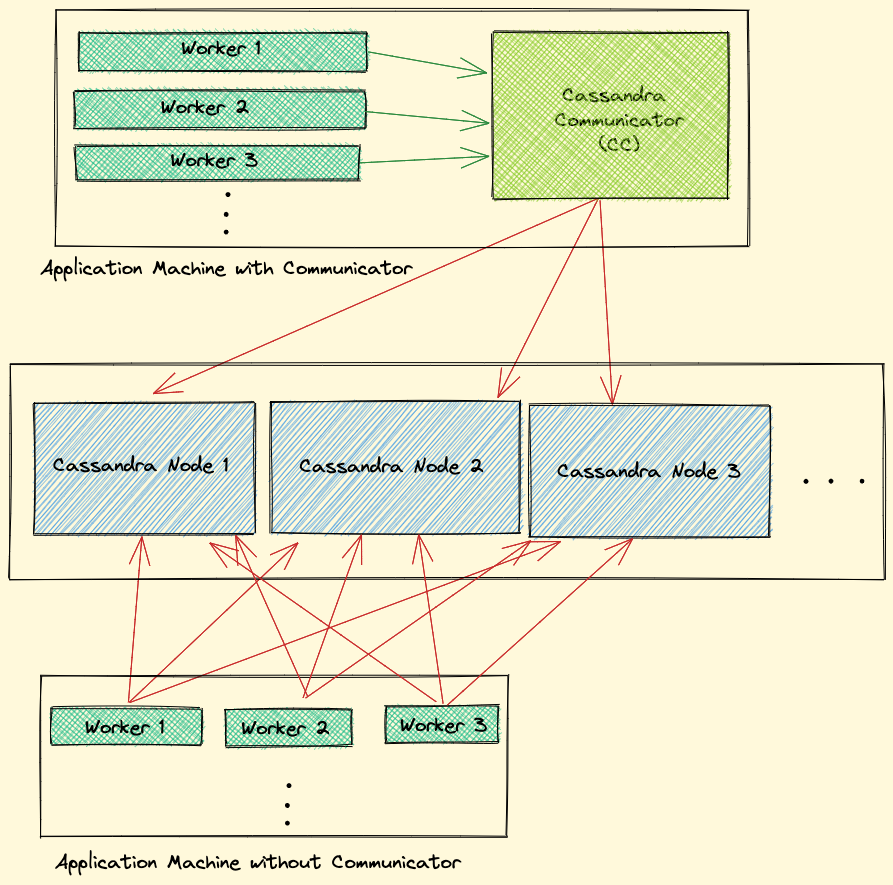 Worker 1
Worker 2
Worker 3
Cassandra
Communicator
(CC)
Application Machine with Communicator
Cassandra Node 1
Cassandra Node 2
Cassandra Node 3
Worker 1
Worker 2
Worker 3
Application Machine without Communicator